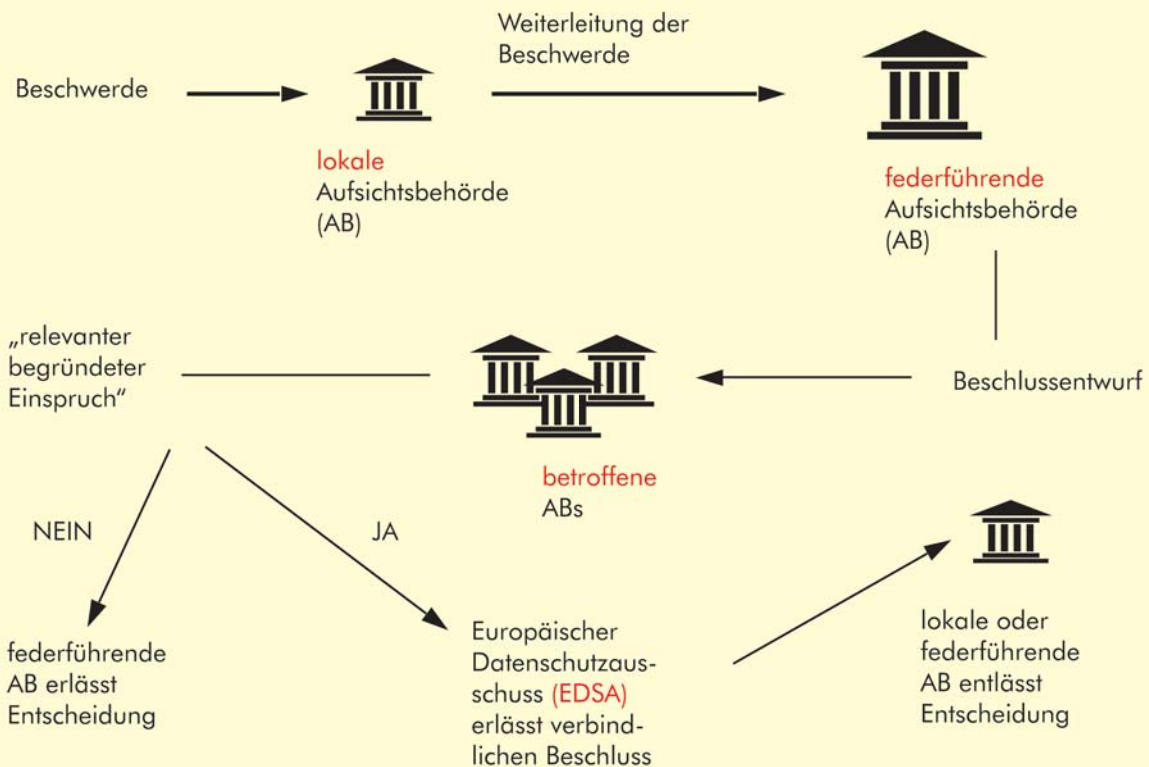 Beschwerde
lokale
Aufsichtsbehörde
(AB)
Weiterleitung der
Beschwerde
federführende
Aufsichtsbehörde
(AB)
Beschlussentwurf
betroffene
ABs
„relevanter
begründeter
Einspruch“
NEIN
JA
federführende
AB erlässt
Entscheidung
Europäischer
Datenschutzaus-
schuss (EDSA)
erlässt verbind-
lichen Beschluss
lokale oder
federführende
AB entlässt
Entscheidung